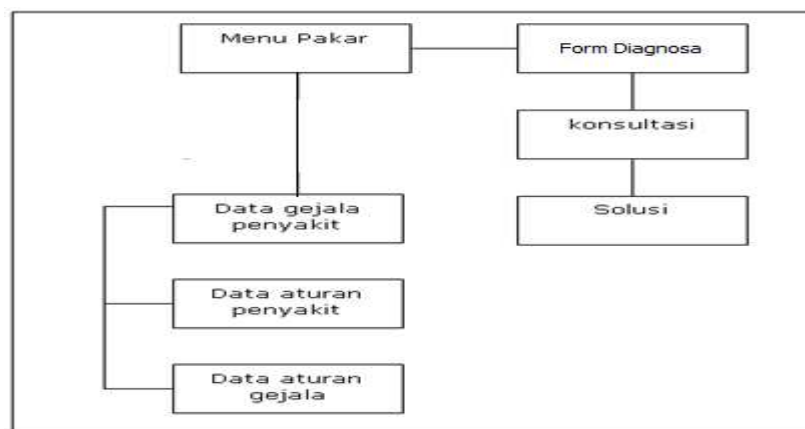 Menu Pakar
Form Diagnosa
konsultasi
Data gejala
penyakit
Solusi
Data aturan
penyakit
Data aturan
gejala